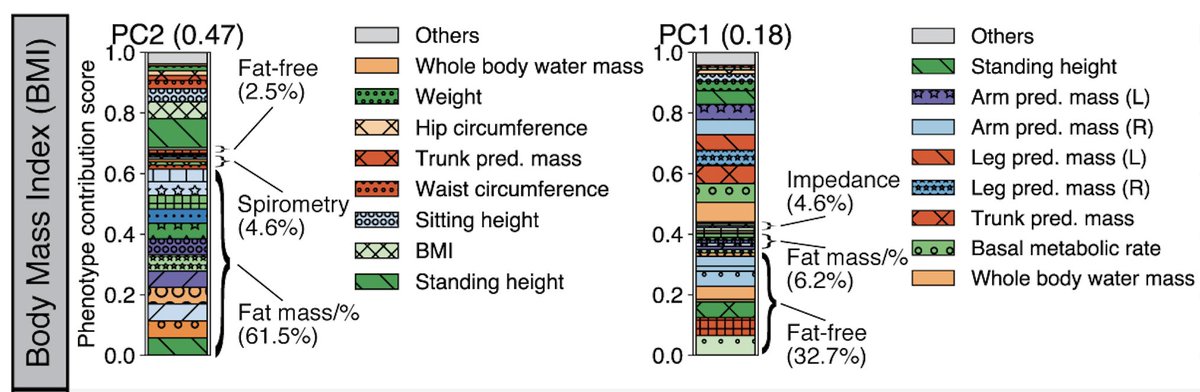 Body Mass Index (BMI)
PC2 (0.47)
Phenotype contribution score
1.0
0.8
0.6
0.4
0.2
0.0
Fat-free
(2.5%)
Spirometry
(4.6%)
Fat mass/%
(61.5%)
Others
Whole body water mass
Weight
Hip circumference
Trunk pred. mass
Waist circumference
Sitting height
BMI
Standing height
PC1 (0.18)
1.0
0.8
0.6
0.4
0.2
0.0
Impedance
(4.6%)
Fat mass/%
(6.2%)
Fat-free
(32.7%)
Others
Standing height
Arm pred. mass (L)
Arm pred. mass (R)
Leg pred. mass (L)
Leg pred. mass (R)
Trunk pred. mass
Basal metabolic rate
Whole body water mass